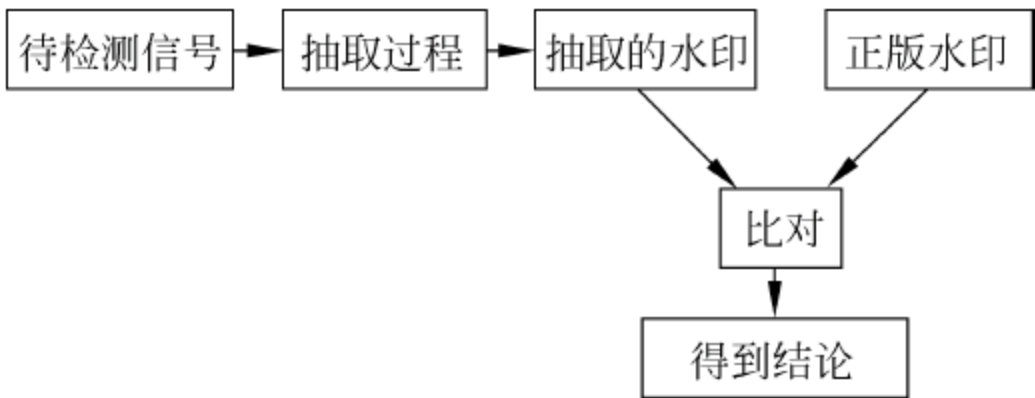 待检测信号
抽取过程
抽取的水印
正版水印
比对
得到结论